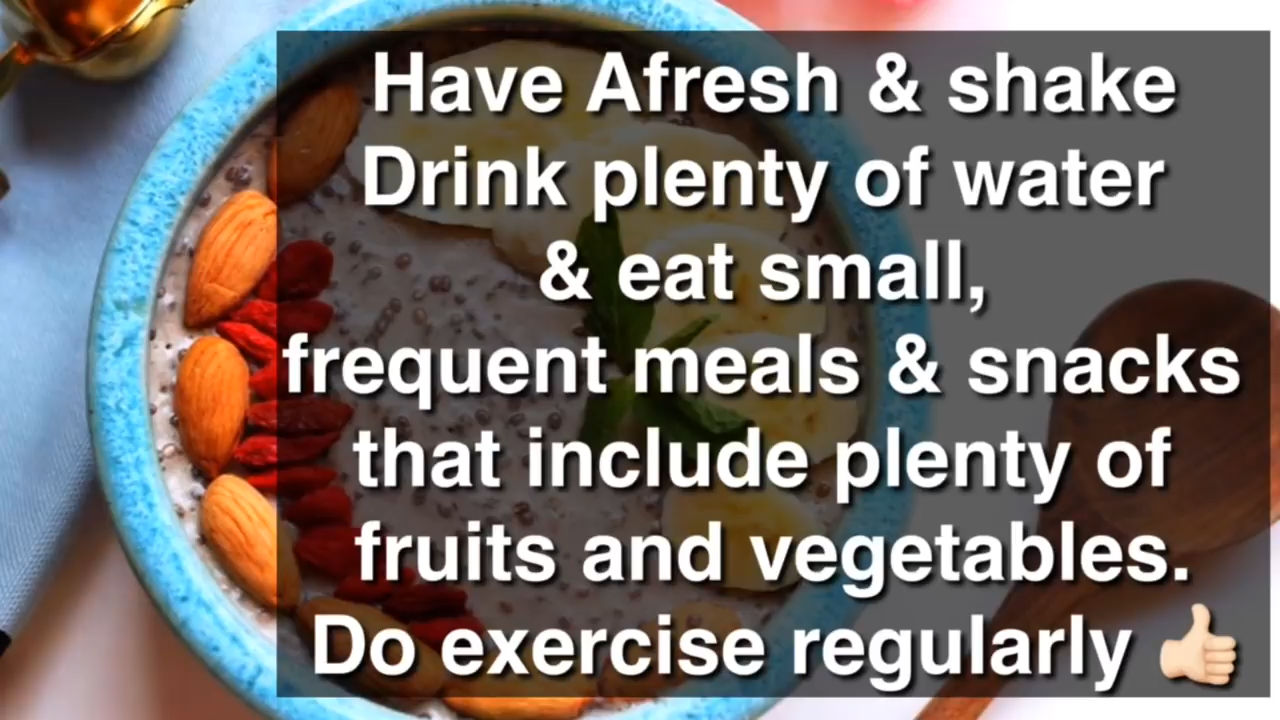 Have Afresh & shake
Drink plenty of water
& eat small,
frequent meals & snacks
that include plenty of
fruits and vegetables.
Do exercise regularly 👍🏻